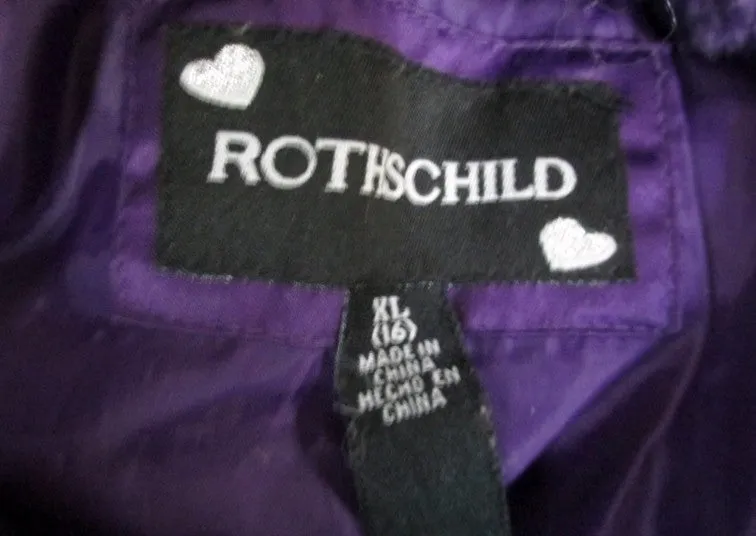 ROTHSCHILD
XL
(16)
MADE IN
CHINA
HECHO EN
CHINA